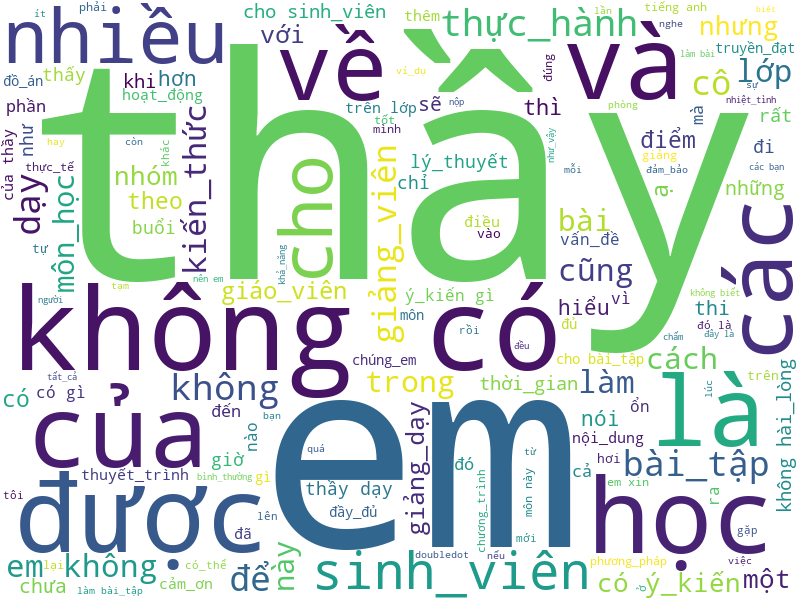 ít
phải
cho sinh_viên
thêm
tiếng anh
lần
nghe
biết
nhiều
với
về
thực_hành
và
nhưng
truyền_đạt
làm bài
đồ_án
thấy
khi
hơn
hoạt_động
ví_dụ
đúng
cô
lớp
sự
nhiệt_tình
phần
như
của thầy
hay
còn
khác
kiến_thức
thầy
trên lớp
sẽ
tốt
nộp
mình
thì
phòng
mà
rất
điểm
đi
giảng
như_vậy
dạy
thực_tế
môn_học
nhóm
theo
buổi
cho
giảng_viên
lý_thuyết
chỉ
mỗi
đảm_bảo
các bạn
bài
những
tự
điều
vào
vấn_đề
các
khả_năng
nên em
cũng
tạm
người
giáo_viên
ý_kiến gì
môn
hiểu
vì
không biết
thi
đó là
không có
rồi
đủ
đều
chấm
đây là
chúng_em
cho bài_tập
cách
tất_cả
có gì
có
không
trong
thời_gian
làm
lúc
trên
của
đến
bạn
em
giảng_dạy
nói
ổn
là
không hài_lòng
nào
nội_dung
giờ
quá
đó
từ
hơi
cả
bài_tập
thuyết_trình
bình_thường
gì
thầy dạy
môn này
chương_trình
em xin
ra
tôi
được
đã
lên
đầy_đủ
mới
học
gặp
doubledot
nếu
phương_pháp
việc
em không
lại
có_thể
để
này
sinh_viên
có ý_kiến
một
chưa
làm bài_tập
cảm_ơn
ở